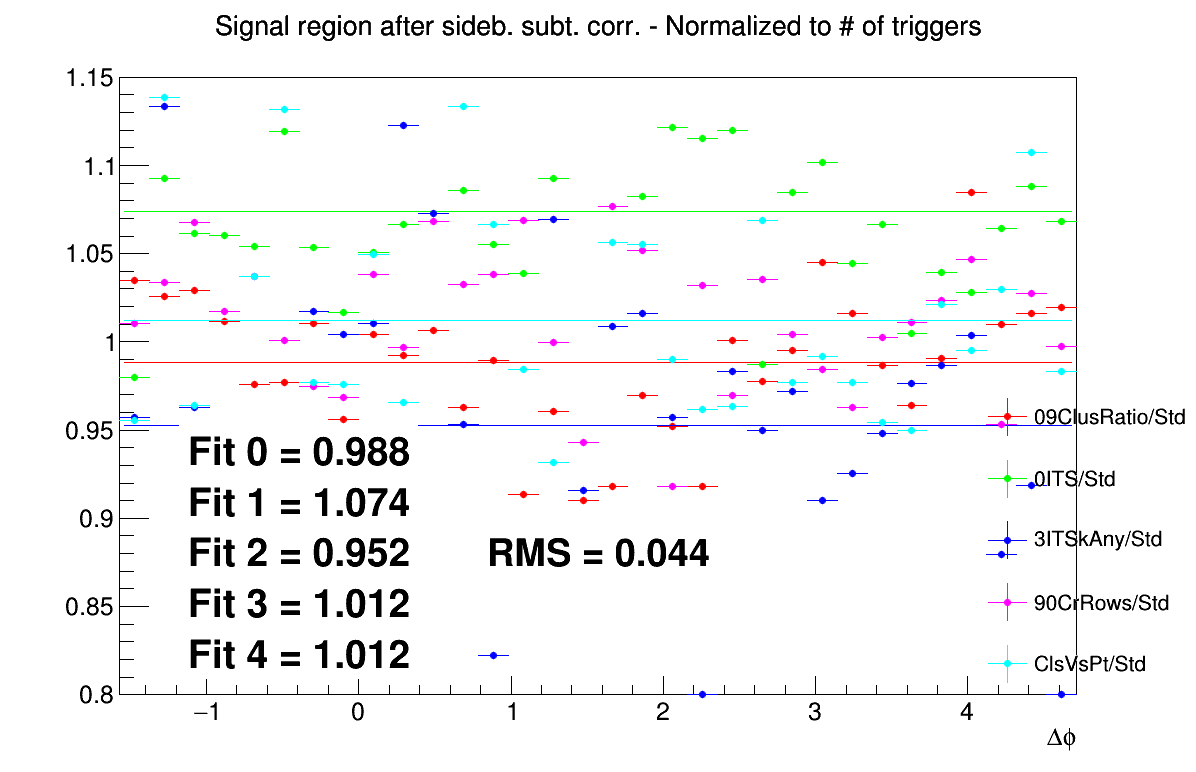 Signal region after sideb. subt. corr. - Normalized to # of triggers
1.15
1.1
1.05
1
0.95
0.9
0.85
0.8
Fit 0 = 0.988
Fit 1 = 1.074
Fit 2 = 0.952
RMS = 0.044
Fit 3 = 1.012
Fit 4 = 1.012
09ClusRatio/Std
0ITS/Std
3ITSkAny/Std
90CrRows/Std
ClsVsPt/Std
−1 0 1 2 3 4
Δϕ